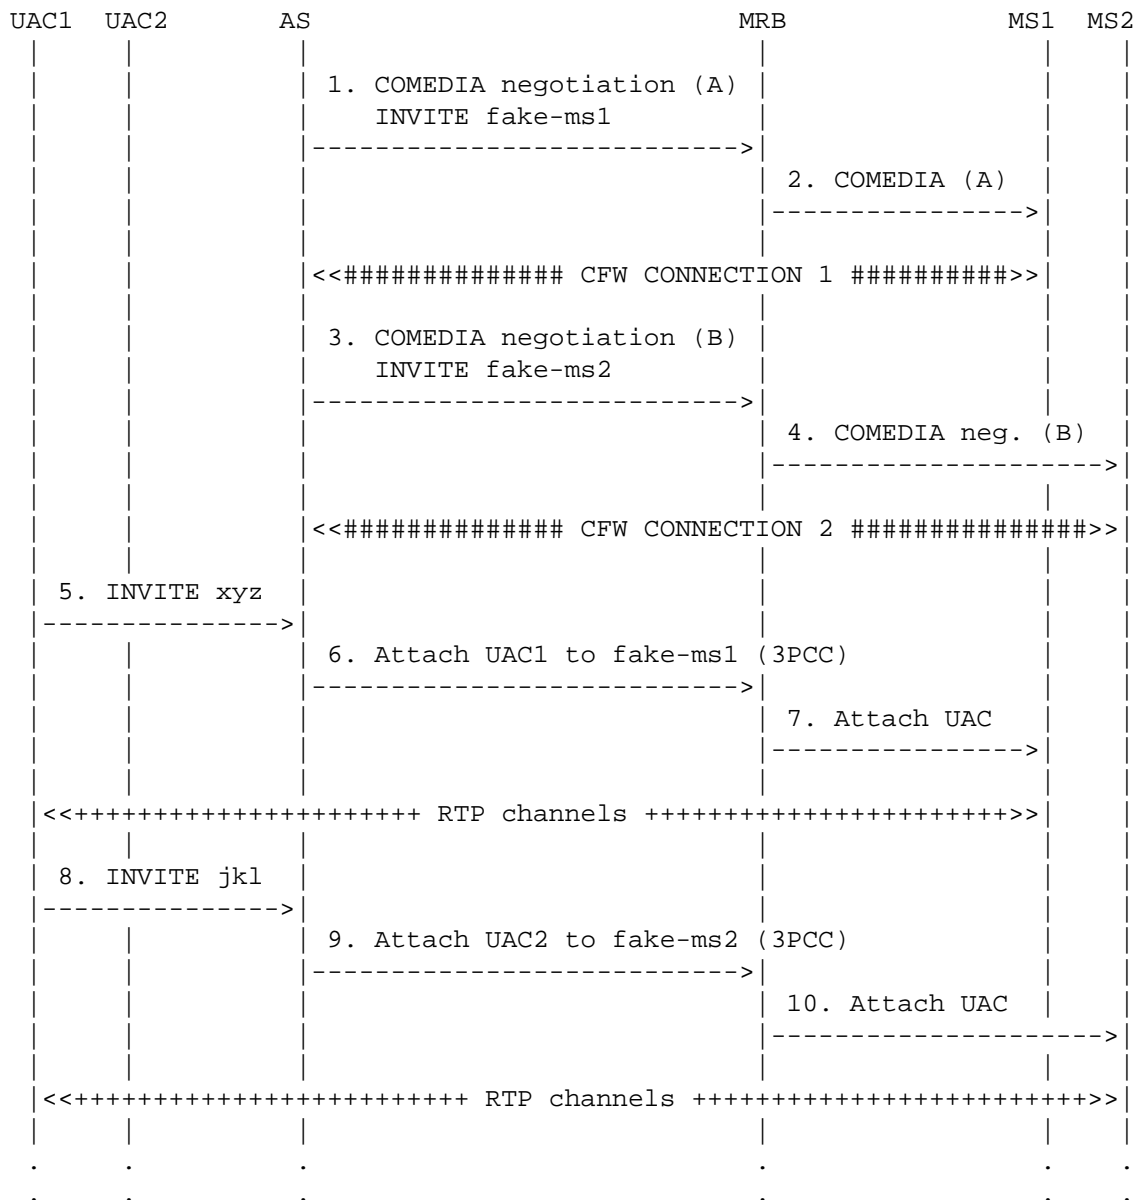 UAC1 UAC2 AS MRB MS1 MS2
1. COMEDIA negotiation (A)
INVITE fake-ms1
2. COMEDIA (A)
<<############## CFW CONNECTION 1 ##########>>
3. COMEDIA negotiation (B)
INVITE fake-ms2
4. COMEDIA neg. (B)
<<############## CFW CONNECTION 2 ###############>>
5. INVITE xyz
6. Attach UAC1 to fake-ms1 (3PCC)
7. Attach UAC
<<++++++++++++++++++++++ RTP channels +++++++++++++++++++++++>>
8. INVITE jkl
9. Attach UAC2 to fake-ms2 (3PCC)
10. Attach UAC
<<+++++++++++++++++++++++++ RTP channels +++++++++++++++++++++++++>>